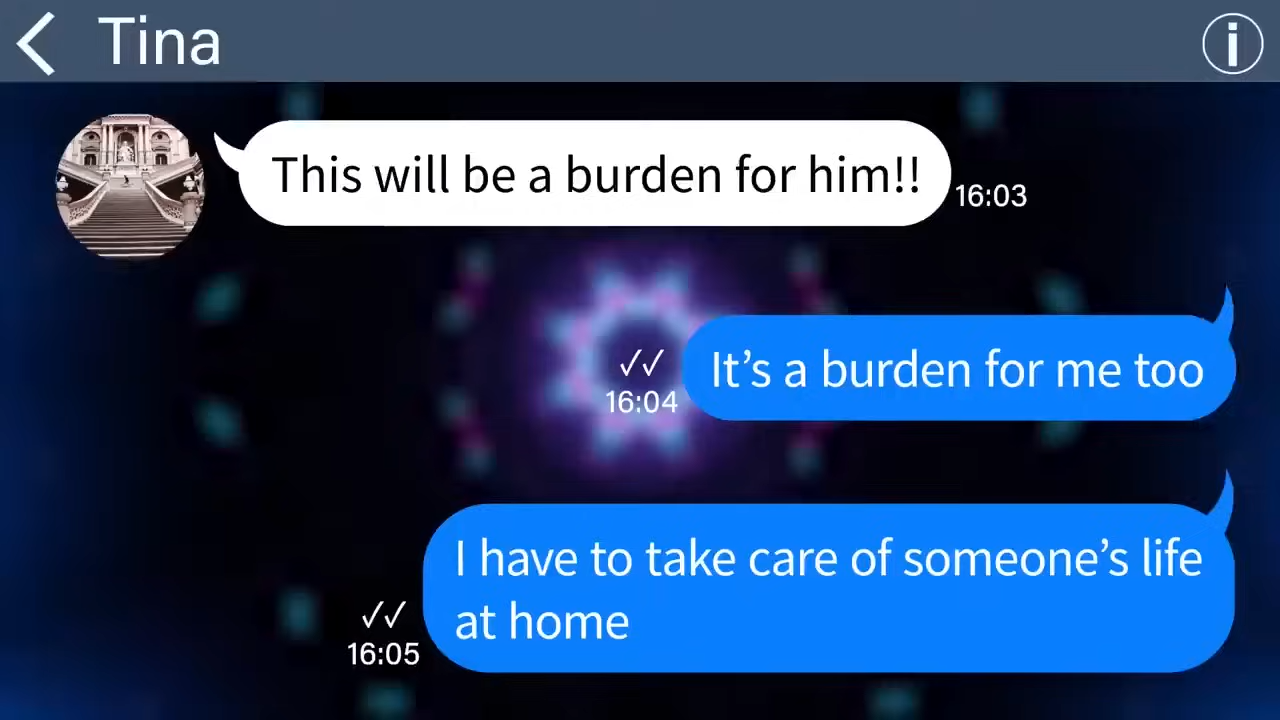 Tina
This will be a burden for him!!
16:03
It’s a burden for me too
16:04
I have to take care of someone’s life
at home
16:05